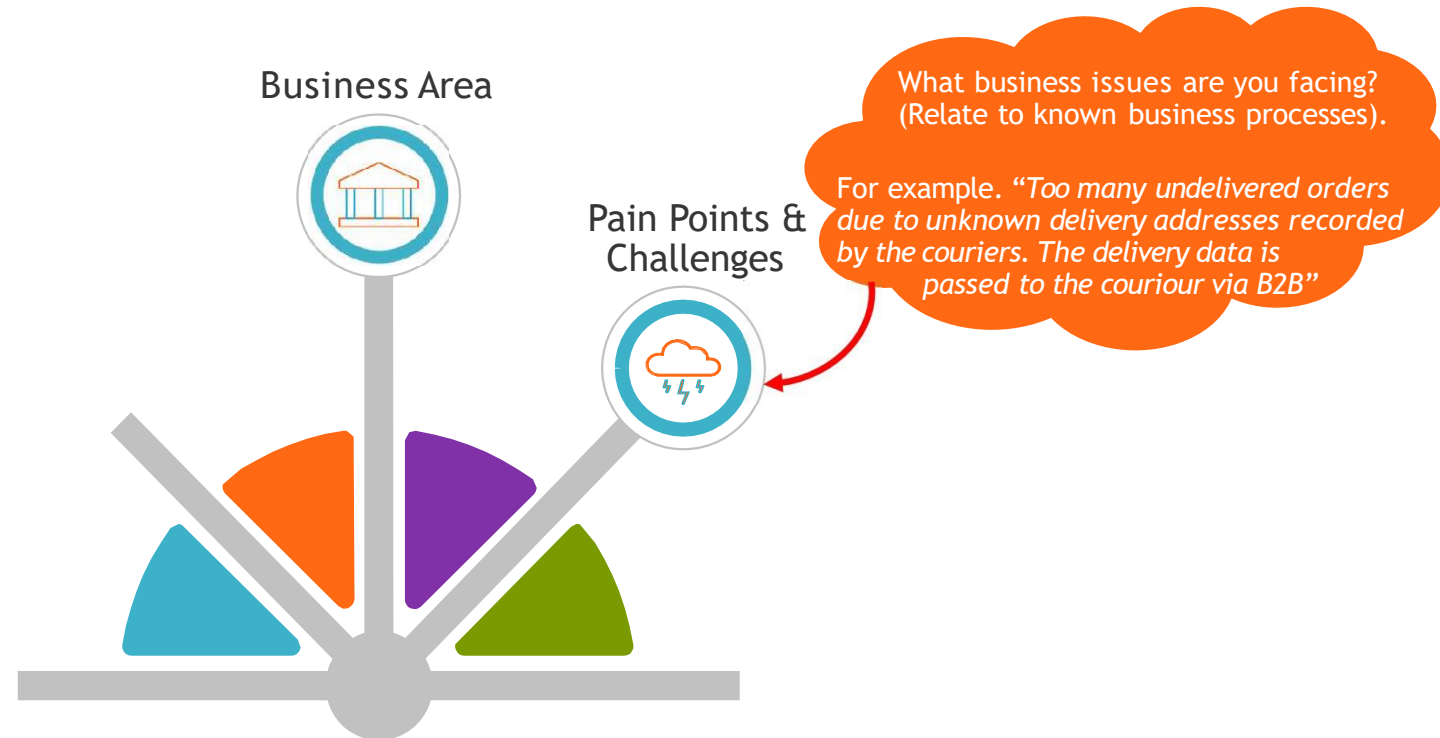 Business Area
Pain Points &
Challenges
What business issues are you facing?
(Relate to known business processes).
For example. “Too many undelivered orders
due to unknown delivery addresses recorded
by the couriers. The delivery data is
passed to the couriour via B2B”